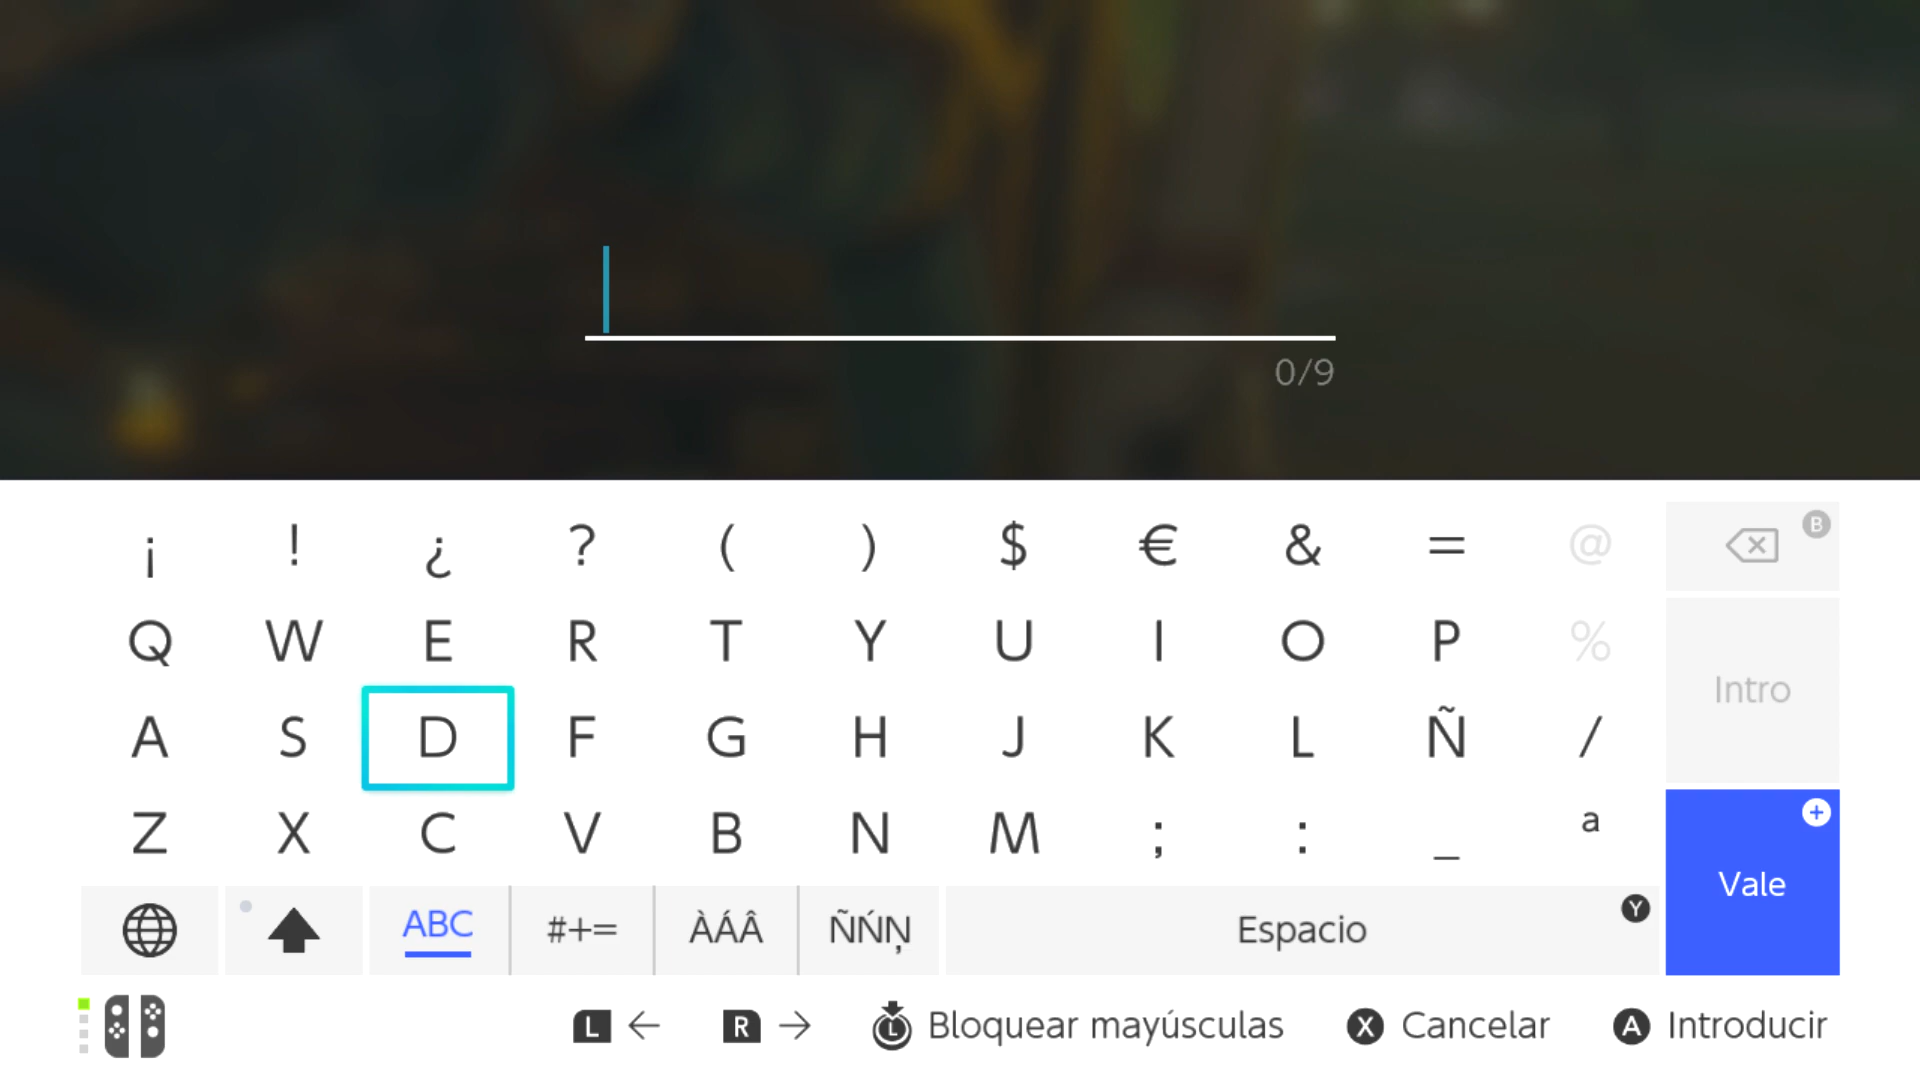 0/9
¡ ! ¿ ? ( ) $ € & = @ B
Q W E R T Y U I O P %
Intro
A S D F G H J K L Ñ /
Z X C V B N M ; : _ ª
+
Vale
ABC #+= ÀÁÂ ÑŃŅ Espacio Y
L ← R → L Bloquear mayúsculas X Cancelar A Introducir